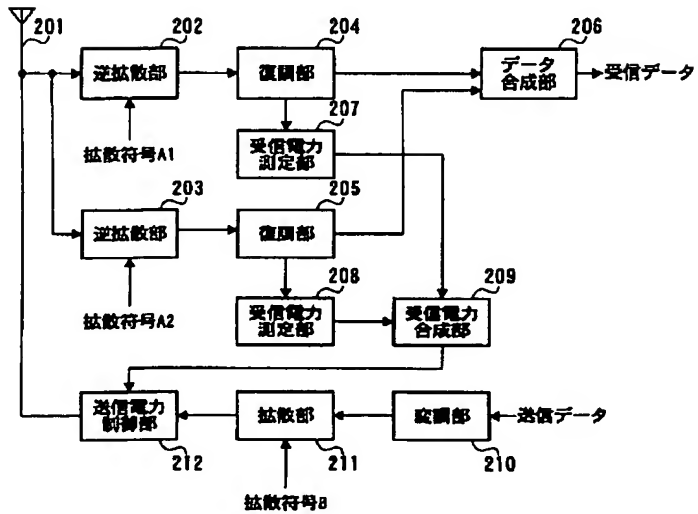 201
202
204
206
逆拡散部
復調部
データ
合成部
受信データ
207
拡散符号A1
受信電力
測定部
203
205
逆拡散部
復調部
208
209
拡散符号A2
受信電力
測定部
受信電力
合成部
送信電力
制御部
拡散部
変調部
送信データ
212
211
210
拡散符号B